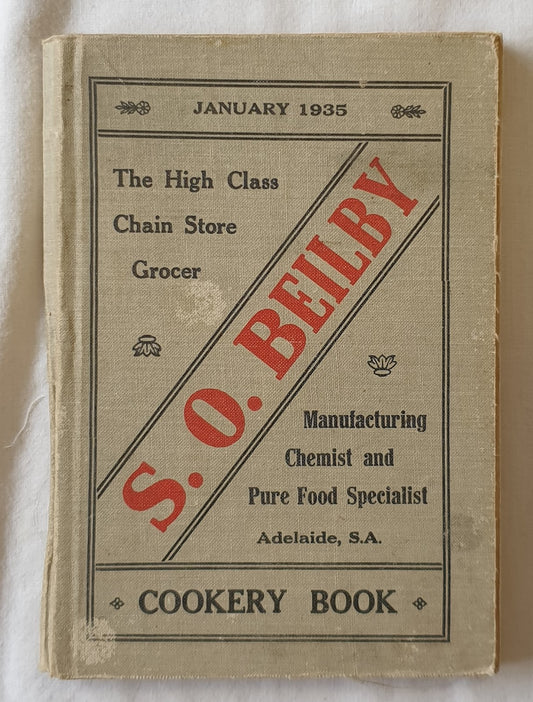 JANUARY 1935
The High Class
Chain Store
Grocer
S. O. BEILBY
Manufacturing
Chemist and
Pure Food Specialist
Adelaide, S.A.
COOKERY BOOK